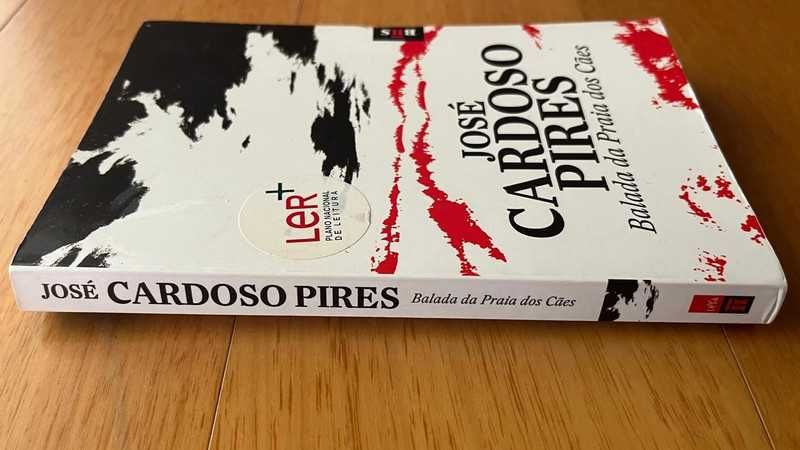 BIIS
JOSÉ
CARDOSO
PIRES
Balada da Praia dos Cães
LeR+
PLANO NACIONAL
DE LEITURA
JOSÉ CARDOSO PIRES Balada da Praia dos Cães